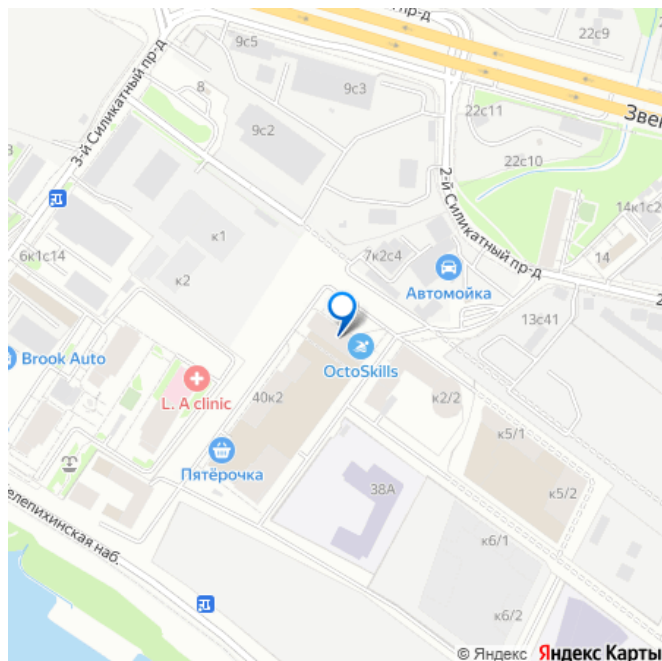 пр-д
9с5
22с9
8
9с3
3-й Силикатный пр-д
22с11
Звен
9с2
22с10
2-й Силикатный пр-д
14к1с2
к1
7к2с4
6к1с14
14
к2
Автомойка
13с41
Brook Auto
OctoSkills
L. A clinic
40к2
к2/2
к5/1
Пятёрочка
38А
к5/2
елепихинская наб.
к6/1
к6/2
© Яндекс Яндекс Карты